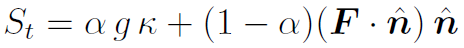 S_t = α g κ + (1 − α)(𝑭 · 𝒏̂) 𝒏̂